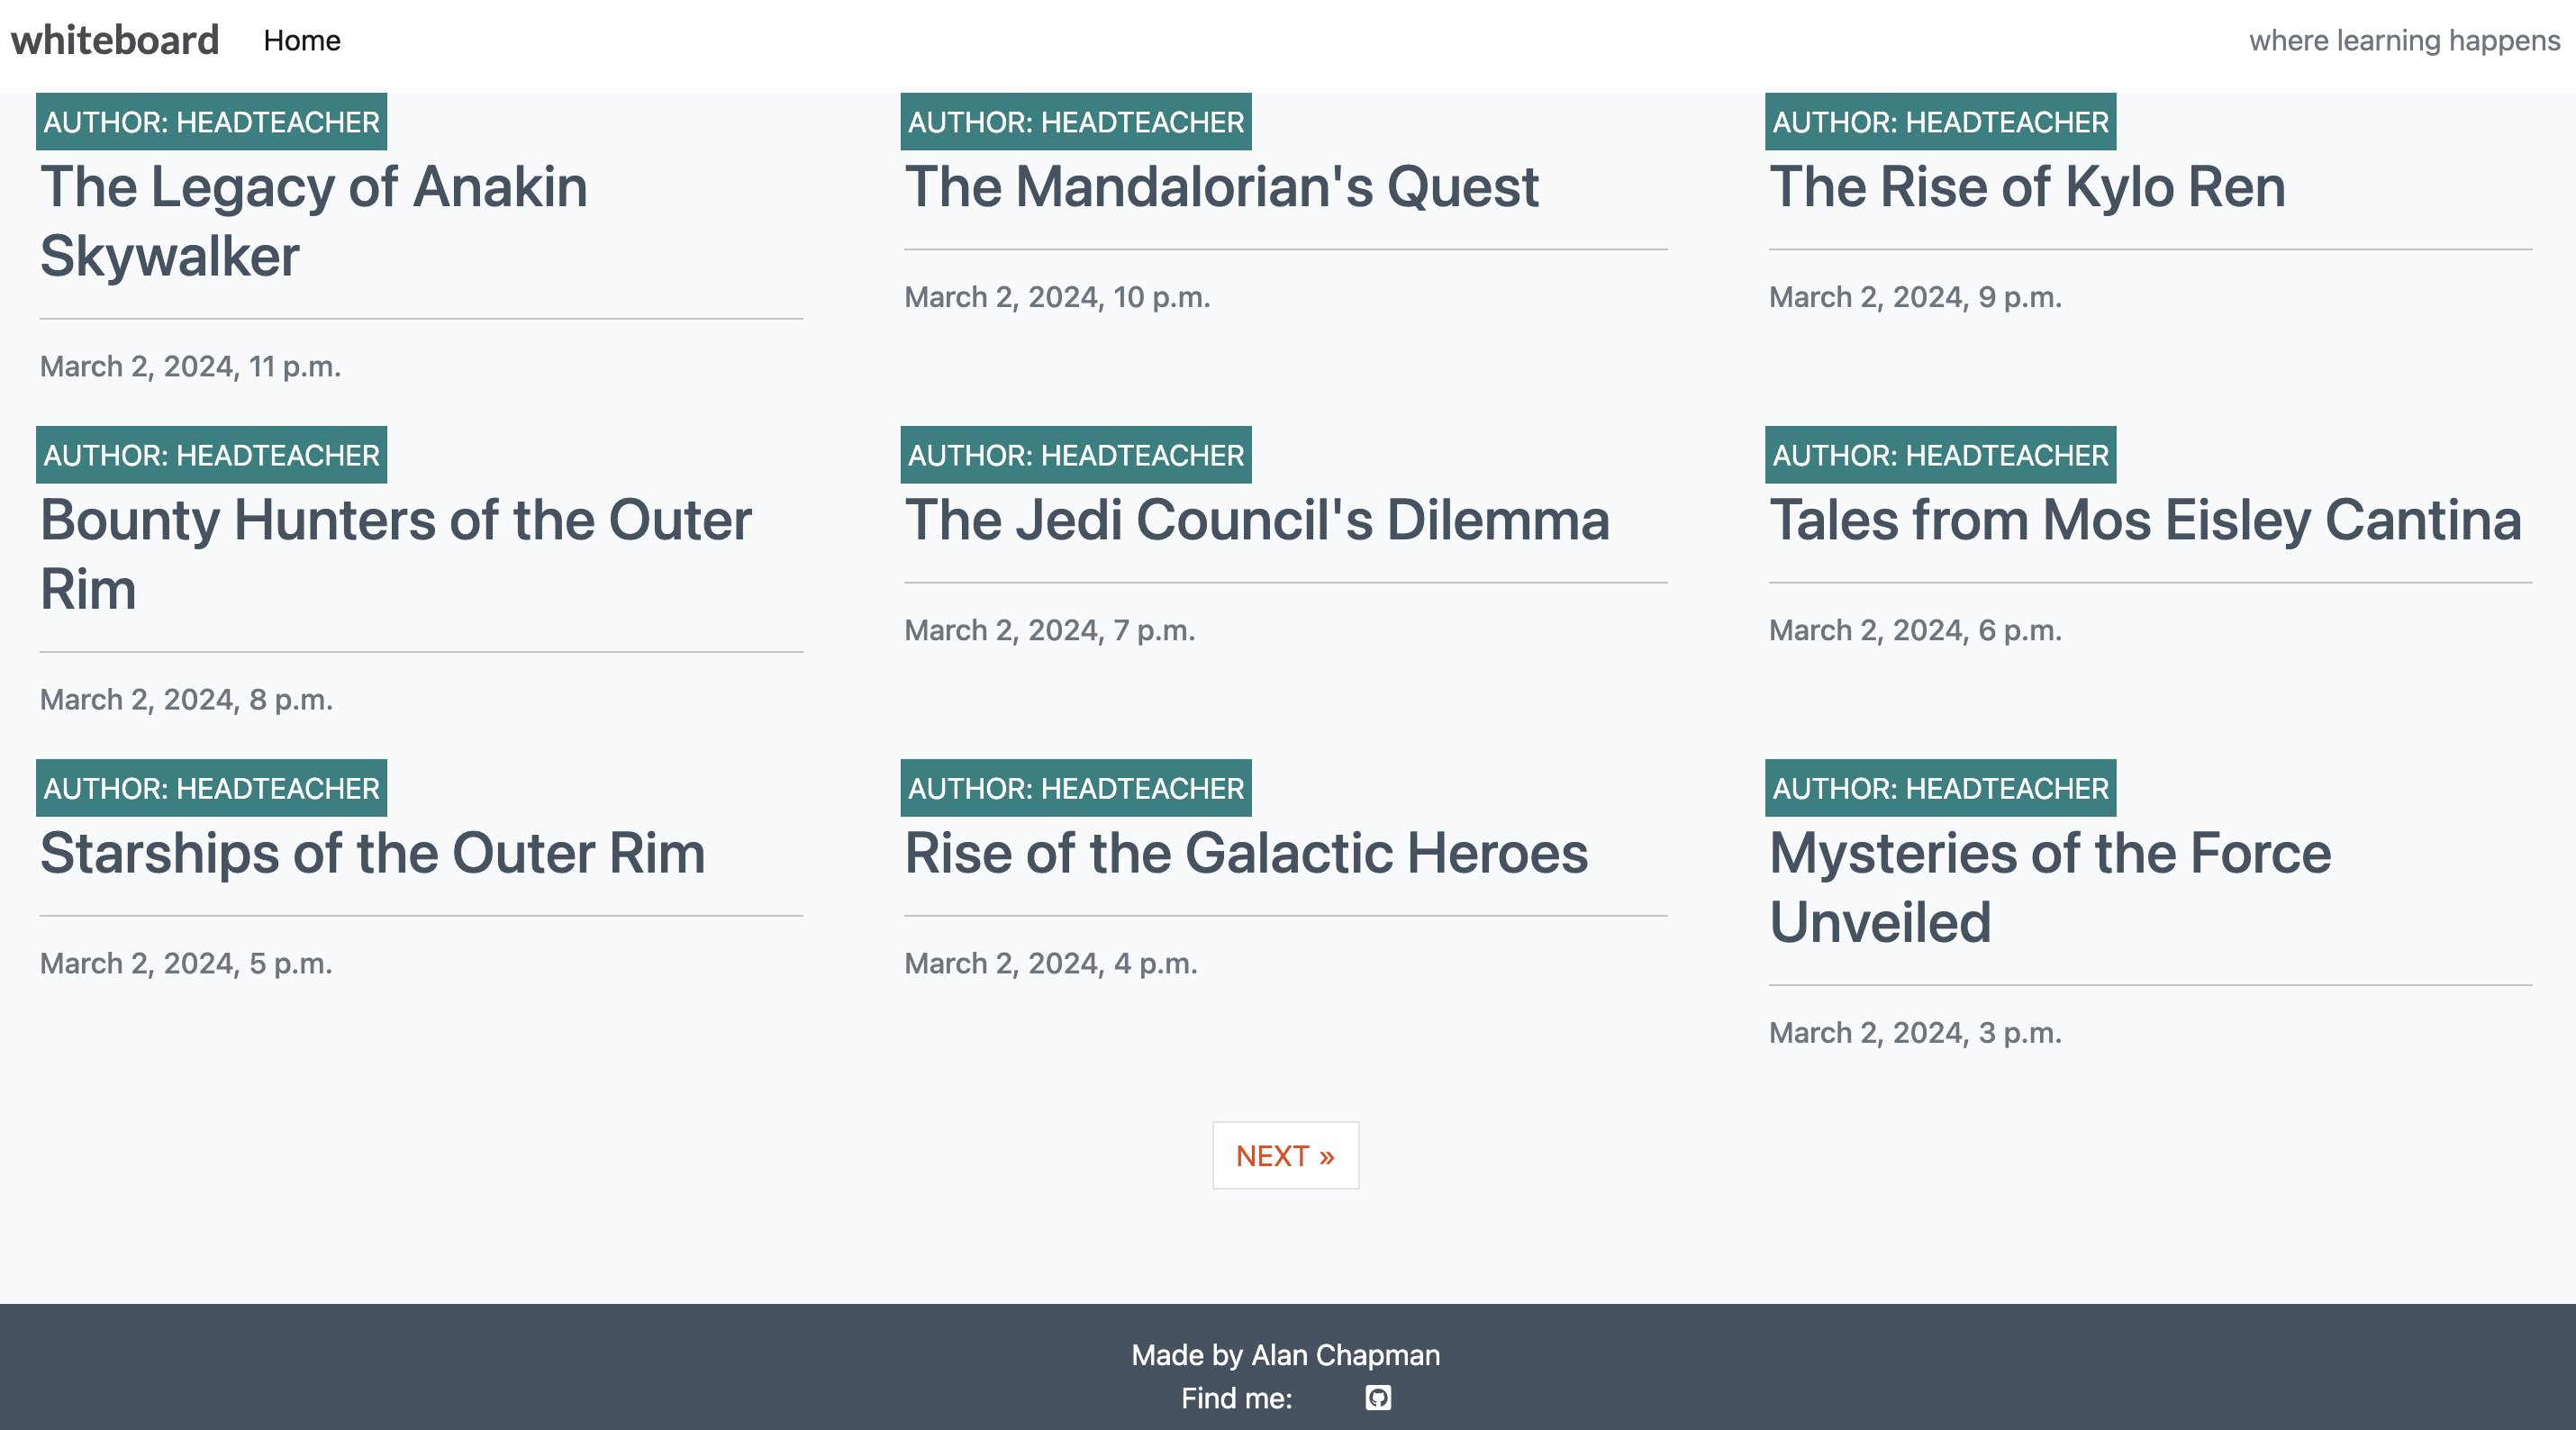 whiteboard Home where learning happens
AUTHOR: HEADTEACHER
The Legacy of Anakin
Skywalker
March 2, 2024, 11 p.m.
AUTHOR: HEADTEACHER
The Mandalorian's Quest
March 2, 2024, 10 p.m.
AUTHOR: HEADTEACHER
The Rise of Kylo Ren
March 2, 2024, 9 p.m.
AUTHOR: HEADTEACHER
Bounty Hunters of the Outer
Rim
March 2, 2024, 8 p.m.
AUTHOR: HEADTEACHER
The Jedi Council's Dilemma
March 2, 2024, 7 p.m.
AUTHOR: HEADTEACHER
Tales from Mos Eisley Cantina
March 2, 2024, 6 p.m.
AUTHOR: HEADTEACHER
Starships of the Outer Rim
March 2, 2024, 5 p.m.
AUTHOR: HEADTEACHER
Rise of the Galactic Heroes
March 2, 2024, 4 p.m.
AUTHOR: HEADTEACHER
Mysteries of the Force
Unveiled
March 2, 2024, 3 p.m.
NEXT »
Made by Alan Chapman
Find me: